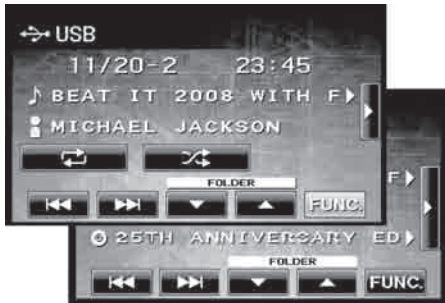 USB
11/20-2 23:45
BEAT IT 2008 WITH F
MICHAEL JACKSON
FOLDER
FUNC.
F
25TH ANNIVERSARY ED
FOLDER
FUNC.